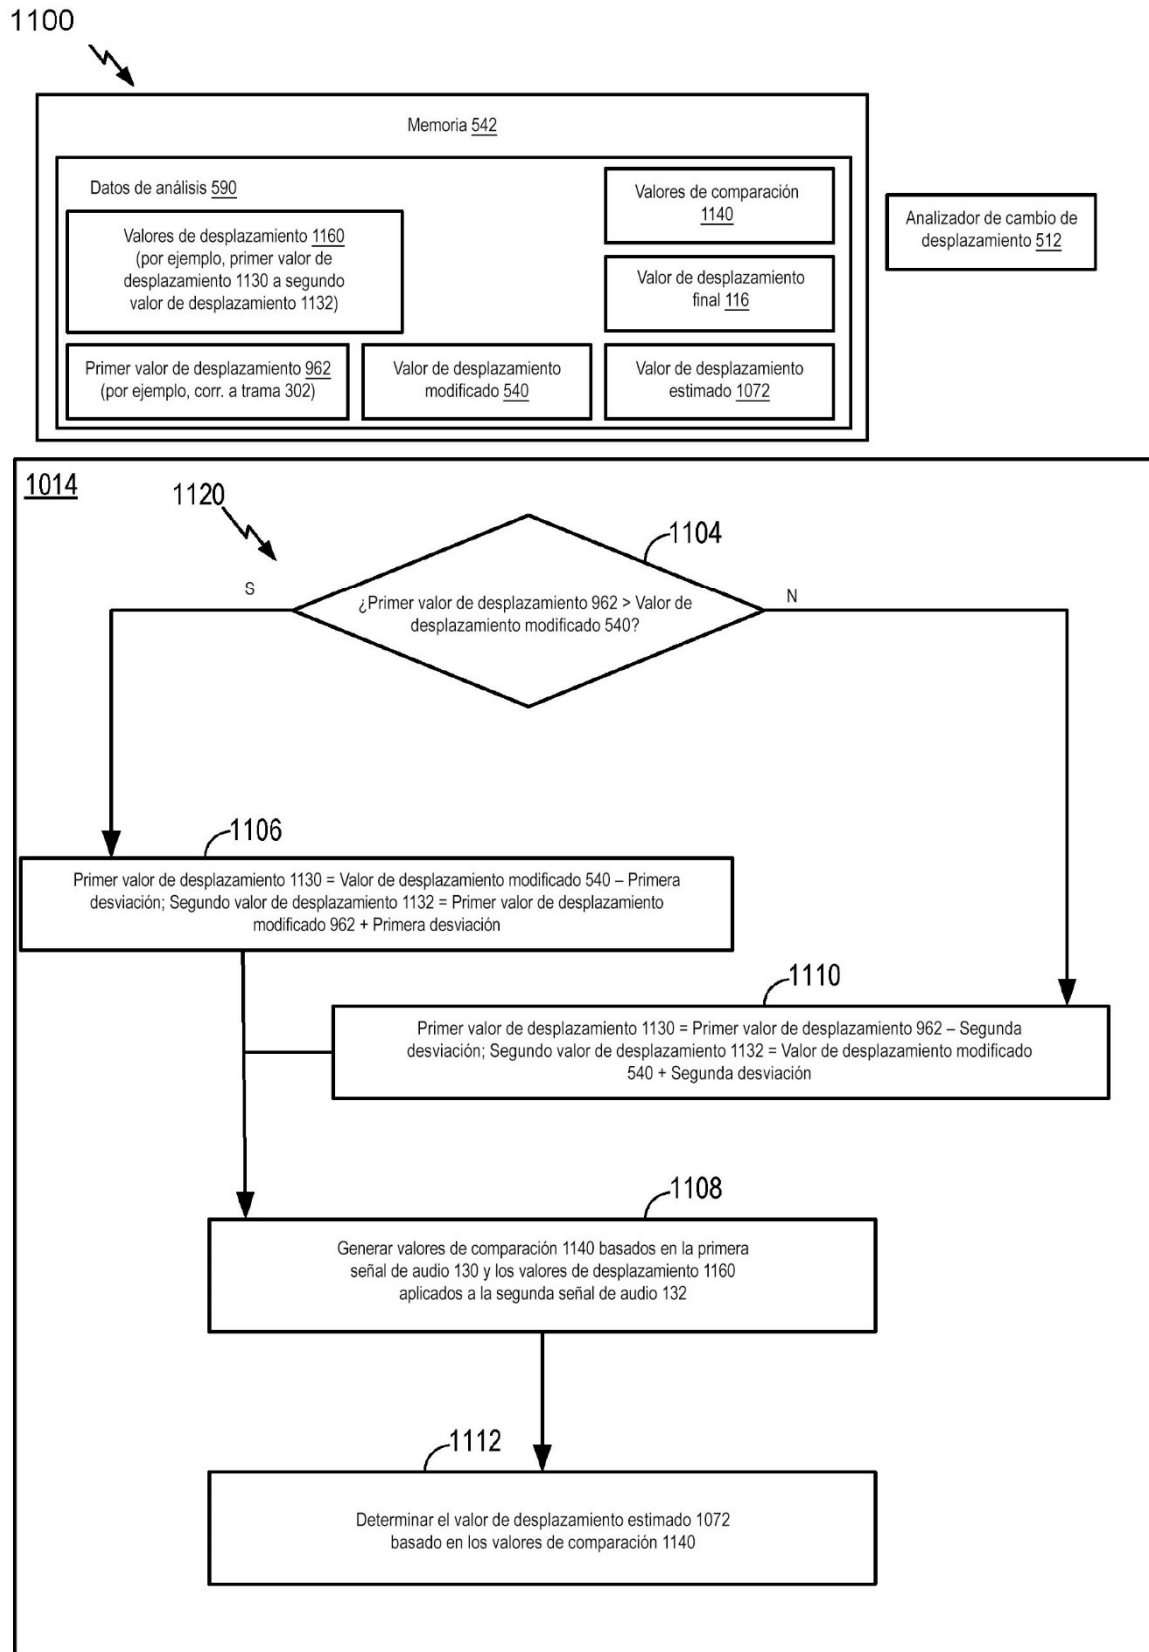 1100
Memoria 542
Datos de análisis 590
Valores de desplazamiento 1160
(por ejemplo, primer valor de
desplazamiento 1130 a segundo
valor de desplazamiento 1132)
Valores de comparación
1140
Valor de desplazamiento
final 116
Primer valor de desplazamiento 962
(por ejemplo, corr. a trama 302)
Valor de desplazamiento
modificado 540
Valor de desplazamiento
estimado 1072
Analizador de cambio de
desplazamiento 512
1014
1120
1104
S
¿Primer valor de desplazamiento 962 > Valor de
desplazamiento modificado 540?
N
1106
Primer valor de desplazamiento 1130 = Valor de desplazamiento modificado 540 – Primera
desviación; Segundo valor de desplazamiento 1132 = Primer valor de desplazamiento
modificado 962 + Primera desviación
1110
Primer valor de desplazamiento 1130 = Primer valor de desplazamiento 962 – Segunda
desviación; Segundo valor de desplazamiento 1132 = Valor de desplazamiento modificado
540 + Segunda desviación
1108
Generar valores de comparación 1140 basados en la primera
señal de audio 130 y los valores de desplazamiento 1160
aplicados a la segunda señal de audio 132
1112
Determinar el valor de desplazamiento estimado 1072
basado en los valores de comparación 1140